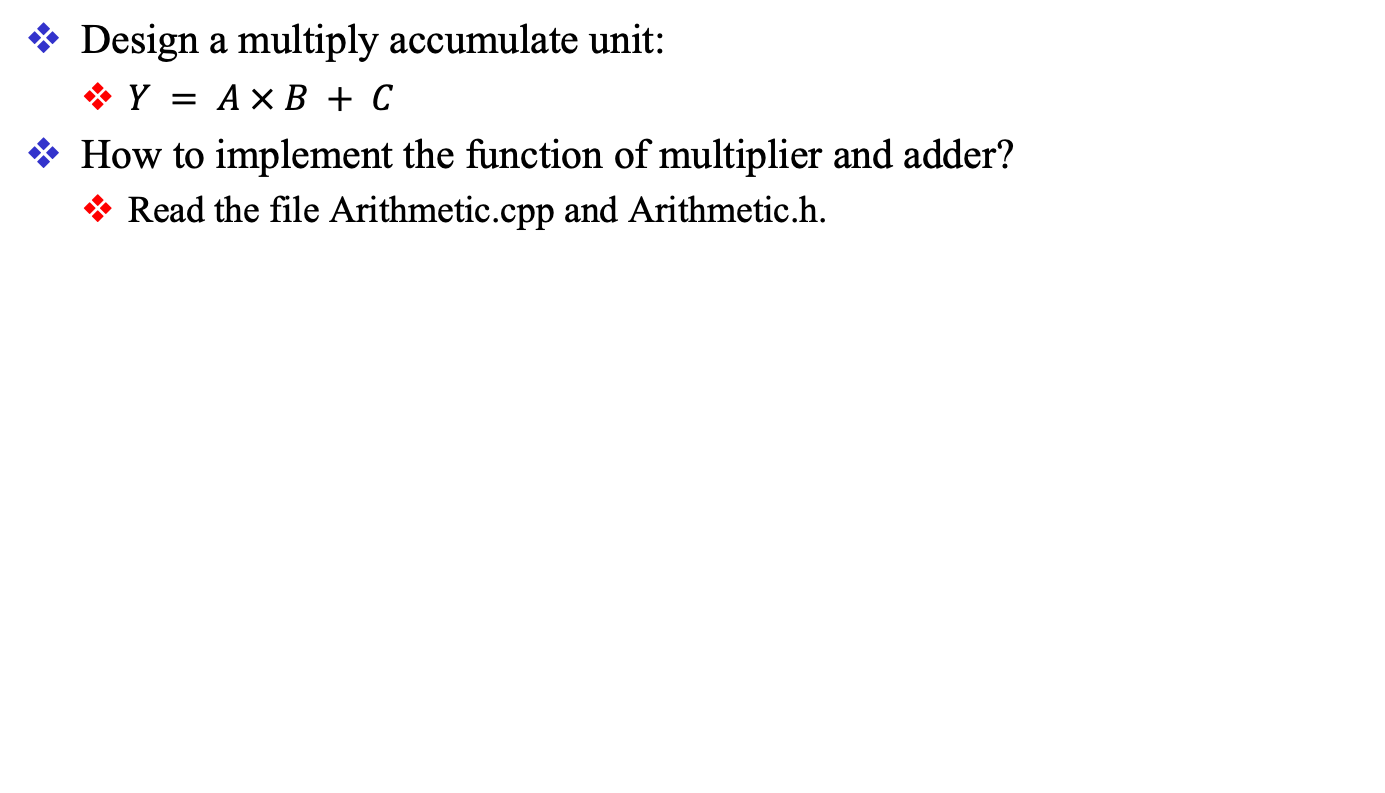 ❖ Design a multiply accumulate unit:
❖ Y = A × B + C
❖ How to implement the function of multiplier and adder?
❖ Read the file Arithmetic.cpp and Arithmetic.h.